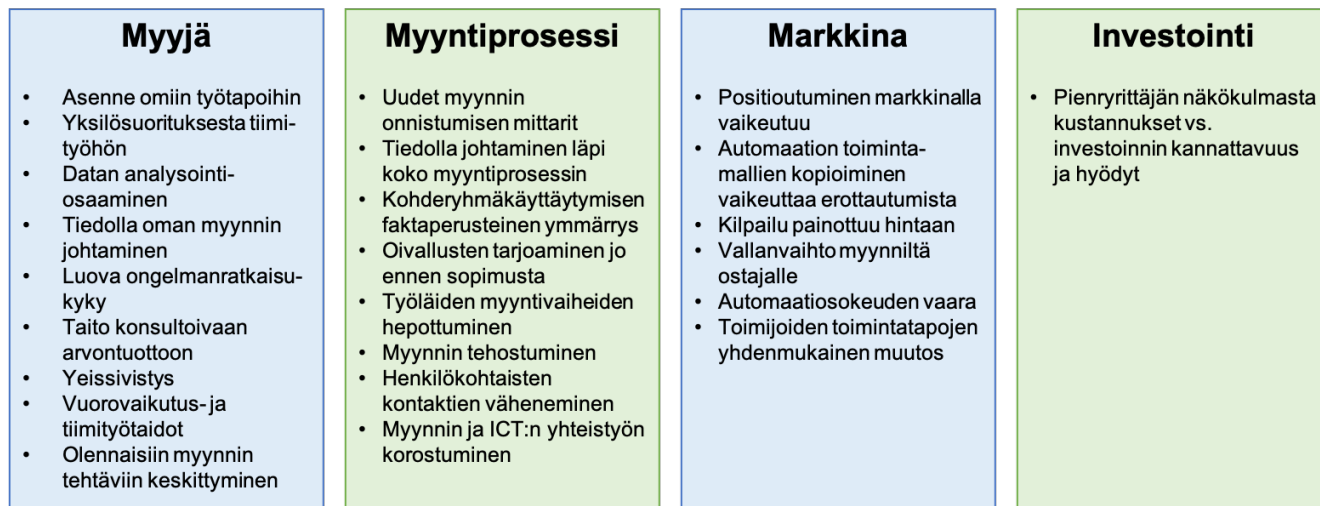 Myyjä
• Asenne omiin työtapoihin
• Yksilösuorituksesta tiimi-
työhön
• Datan analysointi-
osaaminen
• Tiedolla oman myynnin
johtaminen
• Luova ongelmanratkaisu-
kyky
• Taito konsultoivaan
arvontuottoon
• Yeissivistys
• Vuorovaikutus- ja
tiimityötaidot
• Olennaisiin myynnin
tehtäviin keskittyminen
Myyntiprosessi
• Uudet myynnin
onnistumisen mittarit
• Tiedolla johtaminen läpi
koko myyntiprosessin
• Kohderyhmäkäyttäytymisen
faktaperusteinen ymmärrys
• Oivallusten tarjoaminen jo
ennen sopimusta
• Työläiden myyntivaiheiden
hepottuminen
• Myynnin tehostuminen
• Henkilökohtaisten
kontaktien väheneminen
• Myynnin ja ICT:n yhteistyön
korostuminen
Markkina
• Positioutuminen markkinalla
vaikeutuu
• Automaation toiminta-
mallien kopioiminen
vaikeuttaa erottautumista
• Kilpailu painottuu hintaan
• Vallanvaihto myynniltä
ostajalle
• Automaatiosokeuden vaara
• Toimijoiden toimintatapojen
yhdenmukainen muutos
Investointi
• Pienryrittäjän näkökulmasta
kustannukset vs.
investoinnin kannattavuus
ja hyödyt